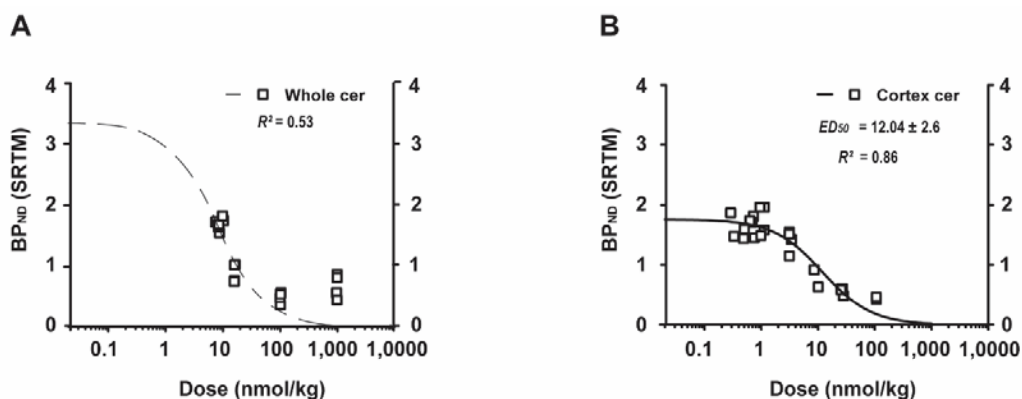 A
4
3
2
1
0
BP_ND (SRTM)
4
3
2
1
0
Whole cer
R² = 0.53
0.1 1 10 100 1,000 1,0000
Dose (nmol/kg)
B
4
3
2
1
0
BP_ND (SRTM)
4
3
2
1
0
Cortex cer
ED₅₀ = 12.04 ± 2.6
R² = 0.86
0.1 1 10 100 1,000 1,0000
Dose (nmol/kg)